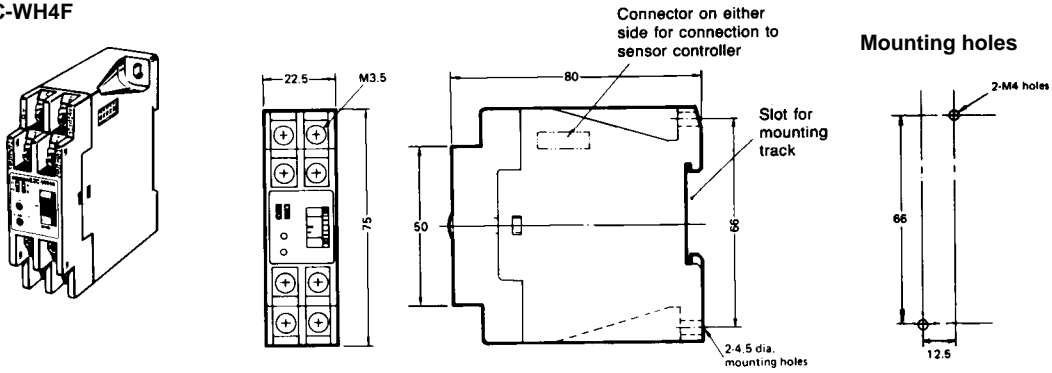 C-WH4F
Connector on either
side for connection to
sensor controller
Mounting holes
22.5
M3.5
80
2-M4 holes
Slot for
mounting
track
50
75
66
66
2-4.5 dia.
mounting holes
12.5